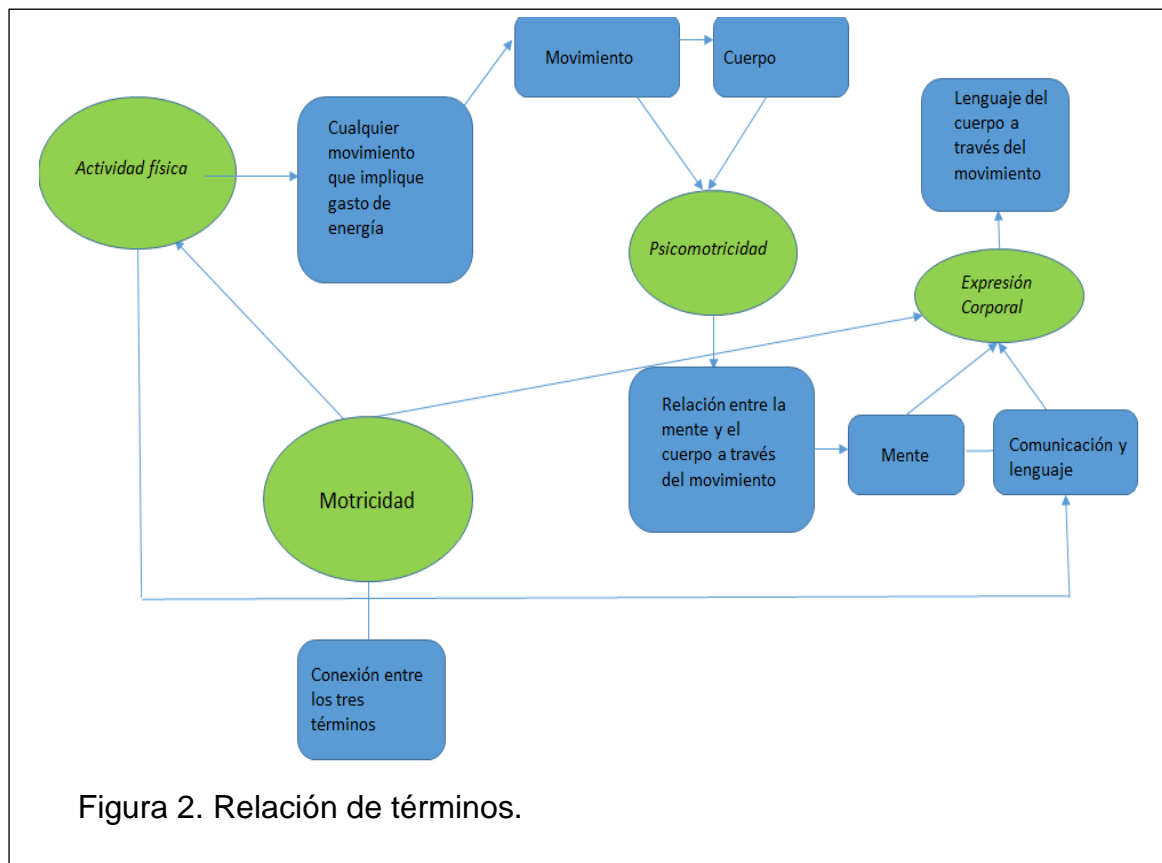 Movimiento
Cuerpo
Lenguaje del
cuerpo a
través del
movimiento
Actividad física
Cualquier
movimiento
que implique
gasto de
energía
Psicomotricidad
Expresión
Corporal
Relación entre la
mente y el
cuerpo a través
del movimiento
Mente
Comunicación y
lenguaje
Motricidad
Conexión entre
los tres
términos
Figura 2. Relación de términos.